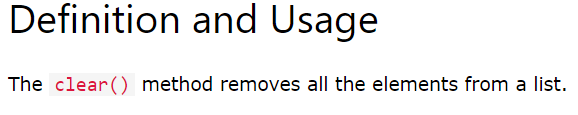 Definition and Usage
The clear() method removes all the elements from a list.